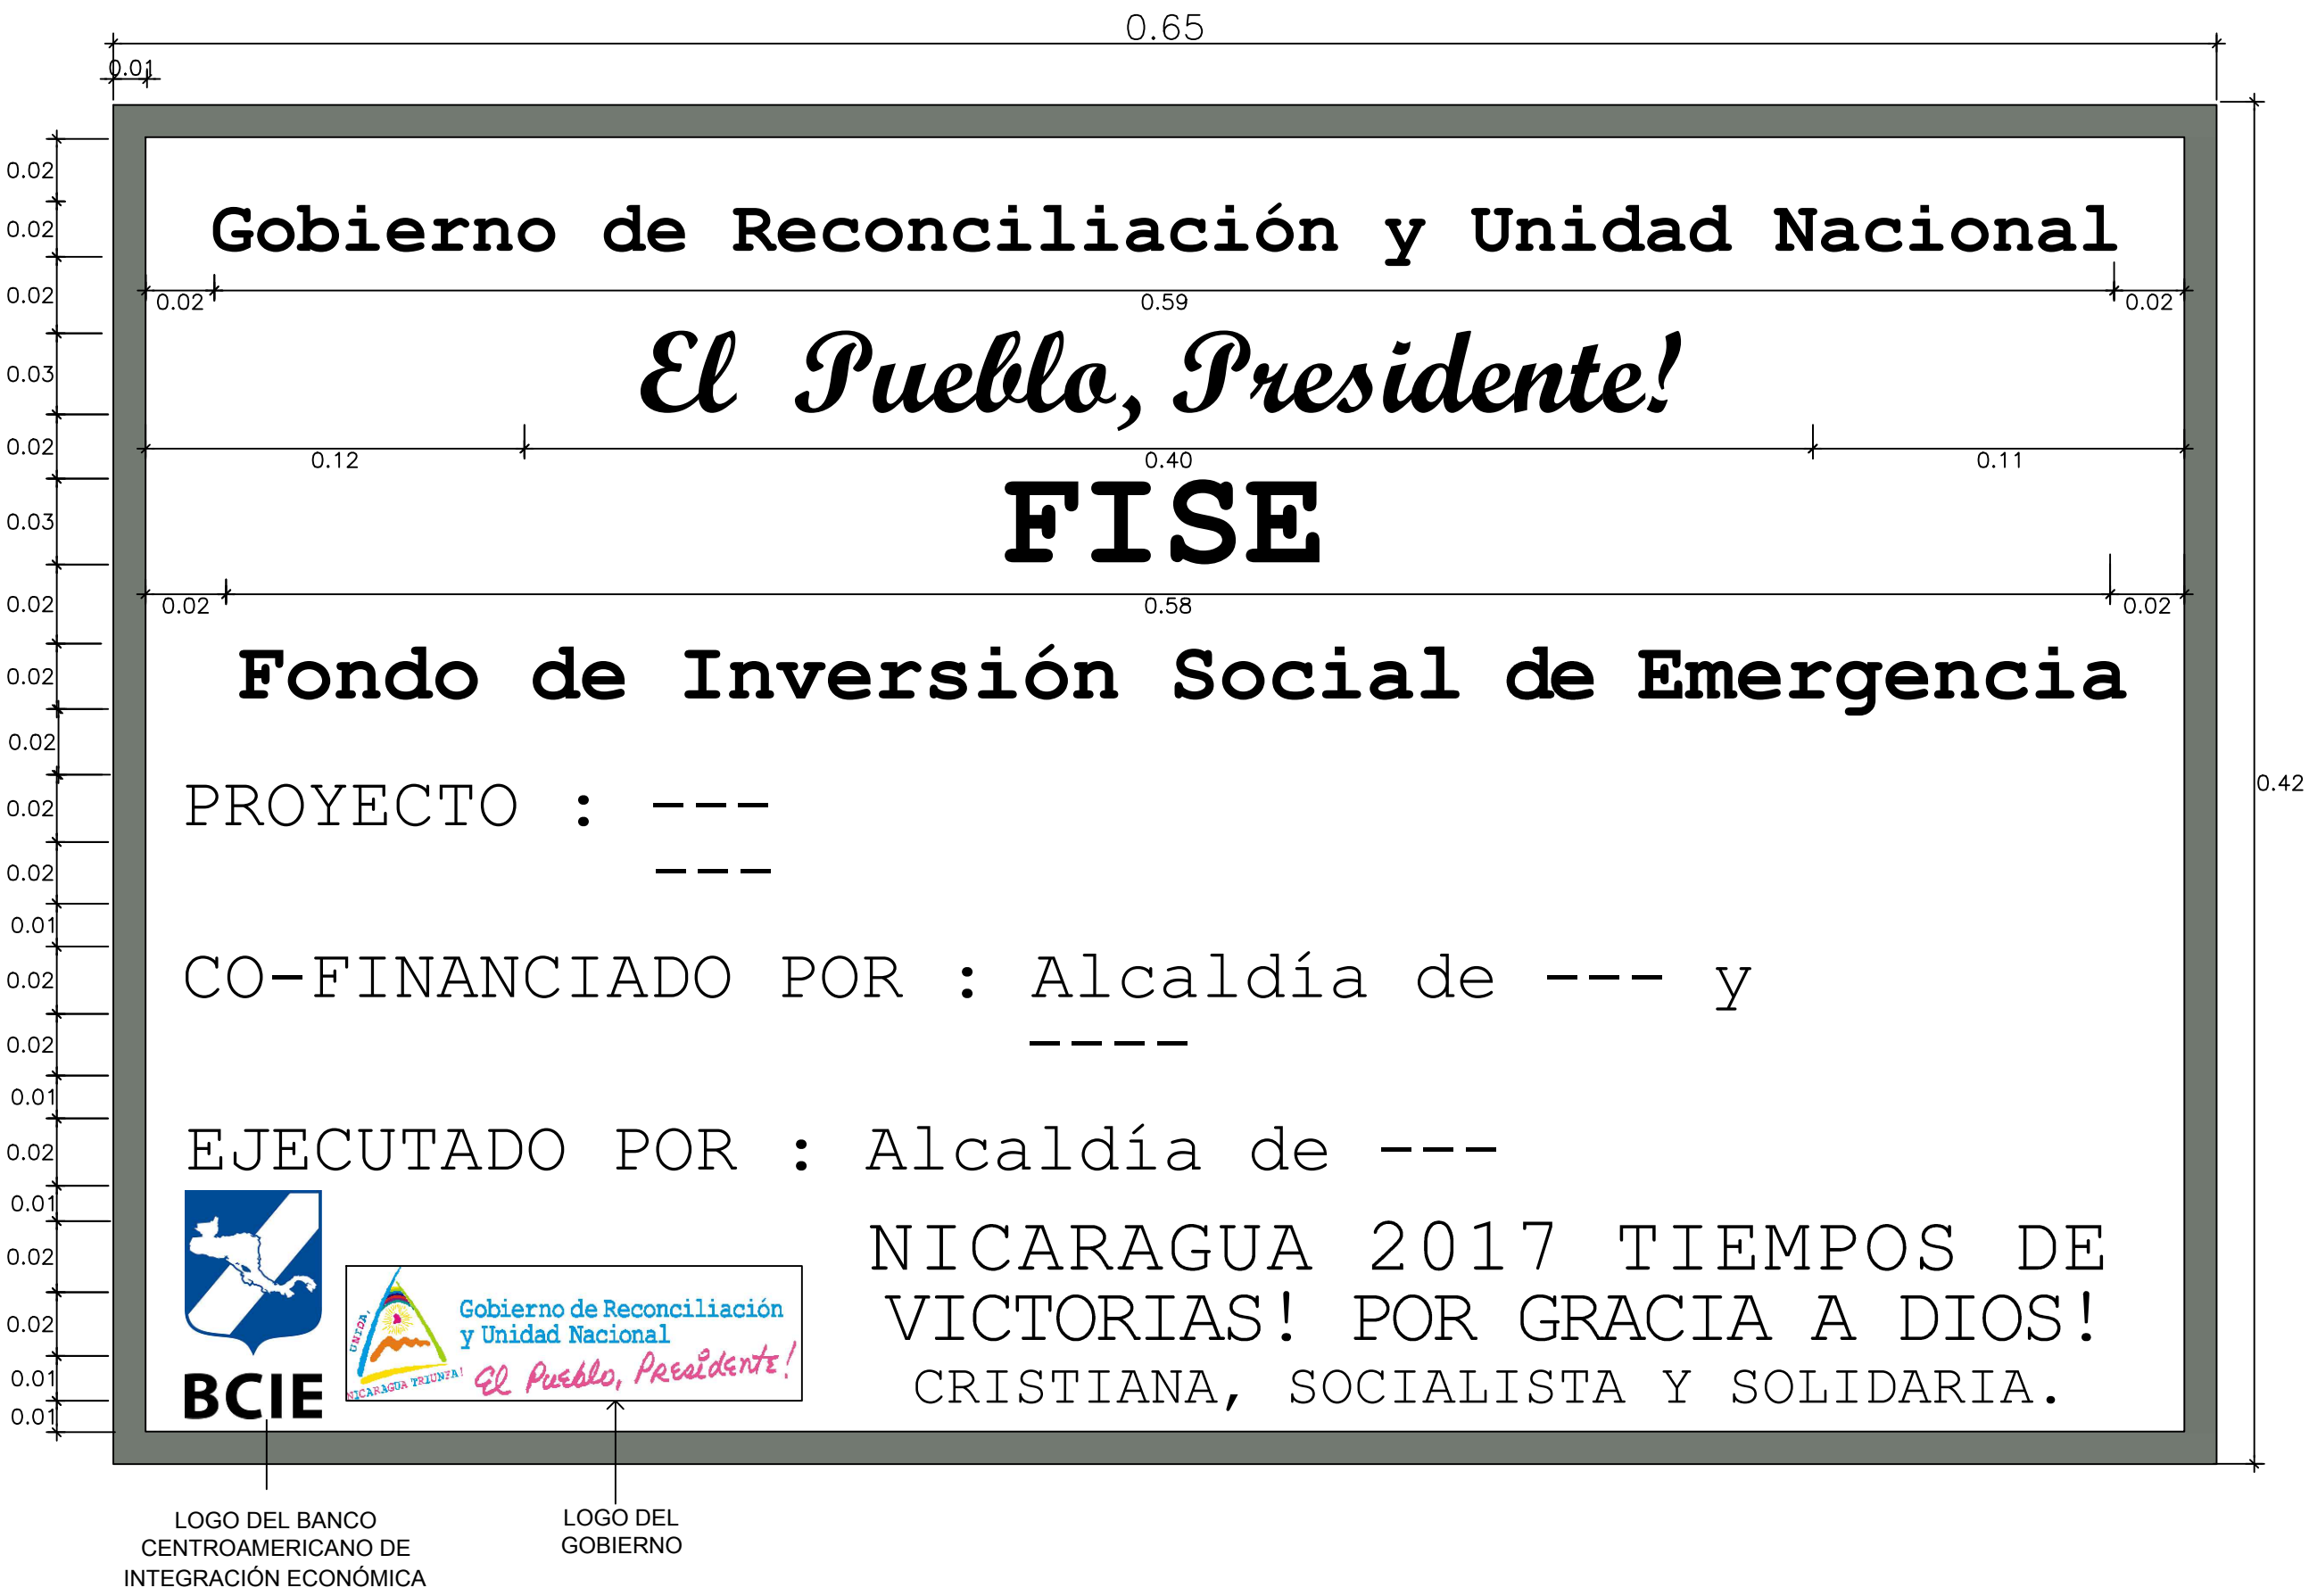 0.65
0.01
0.02
0.02
Gobierno de Reconciliación y Unidad Nacional
0.02
0.02
0.59
0.02
0.03
El Pueblo, Presidente!
0.02
0.12
0.40
0.11
0.03
FISE
0.02
0.02
0.58
0.02
0.02
Fondo de Inversión Social de Emergencia
0.02
0.42
0.02
PROYECTO : ---
0.02
---
0.01
0.02
CO-FINANCIADO POR : Alcaldía de --- y
0.02
----
0.01
0.02
EJECUTADO POR : Alcaldía de ---
0.01
0.02
NICARAGUA 2017 TIEMPOS DE
0.02
VICTORIAS! POR GRACIA A DIOS!
0.01
CRISTIANA, SOCIALISTA Y SOLIDARIA.
0.01
BCIE
UNIDA,
NICARAGUA TRIUNFA!
Gobierno de Reconciliación
y Unidad Nacional
El Pueblo, Presidente!
LOGO DEL BANCO
CENTROAMERICANO DE
INTEGRACIÓN ECONÓMICA
LOGO DEL
GOBIERNO